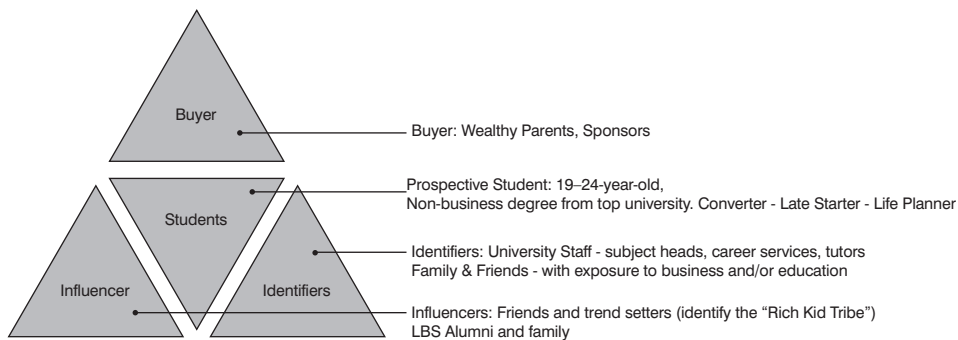 Buyer
Buyer: Wealthy Parents, Sponsors
Students
Prospective Student: 19–24-year-old,
Non-business degree from top university. Converter - Late Starter - Life Planner
Influencer
Identifiers
Identifiers: University Staff - subject heads, career services, tutors
Family & Friends - with exposure to business and/or education
Influencers: Friends and trend setters (identify the “Rich Kid Tribe”)
LBS Alumni and family